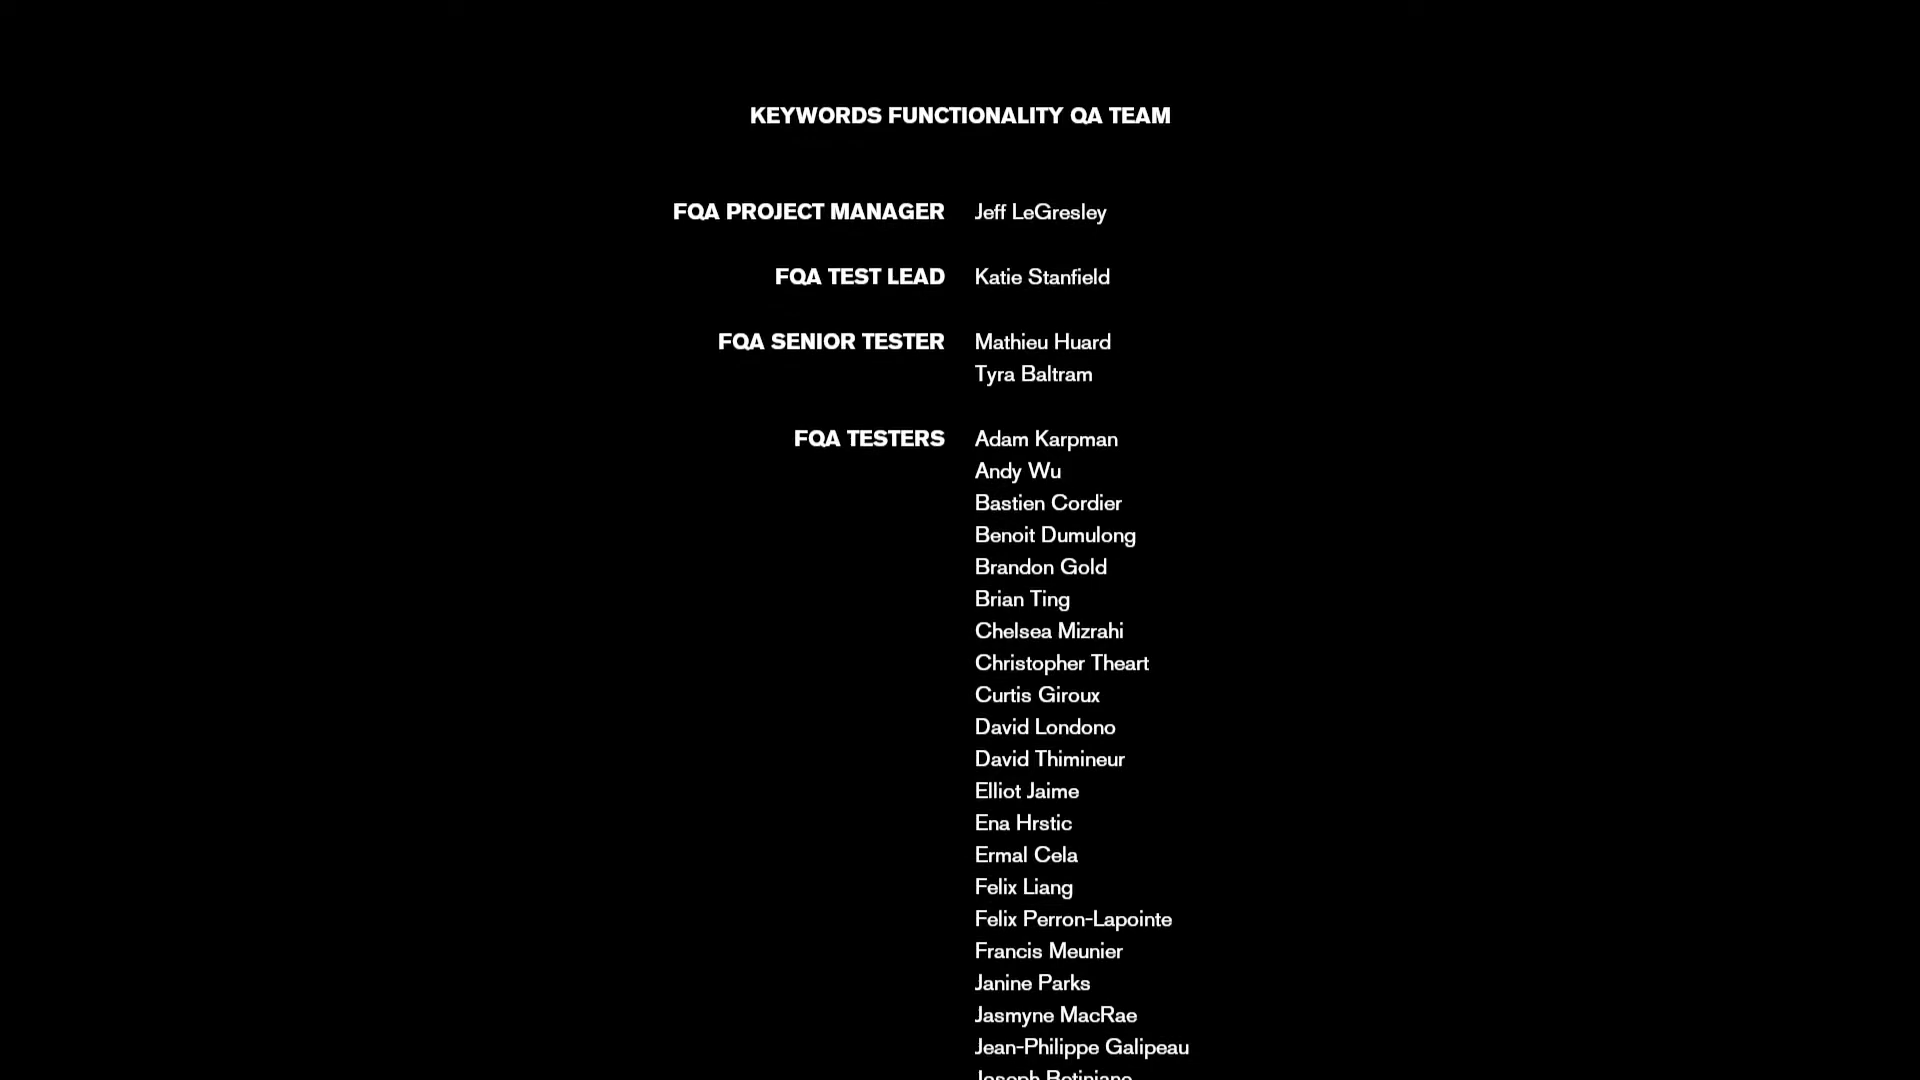 KEYWORDS FUNCTIONALITY QA TEAM
FQA PROJECT MANAGER Jeff LeGresley
FQA TEST LEAD Katie Stanfield
FQA SENIOR TESTER Mathieu Huard
Tyra Baltram
FQA TESTERS Adam Karpman
Andy Wu
Bastien Cordier
Benoit Dumulong
Brandon Gold
Brian Ting
Chelsea Mizrahi
Christopher Theart
Curtis Giroux
David Londono
David Thimineur
Elliot Jaime
Ena Hrstic
Ermal Cela
Felix Liang
Felix Perron-Lapointe
Francis Meunier
Janine Parks
Jasmyne MacRae
Jean-Philippe Galipeau
Joseph